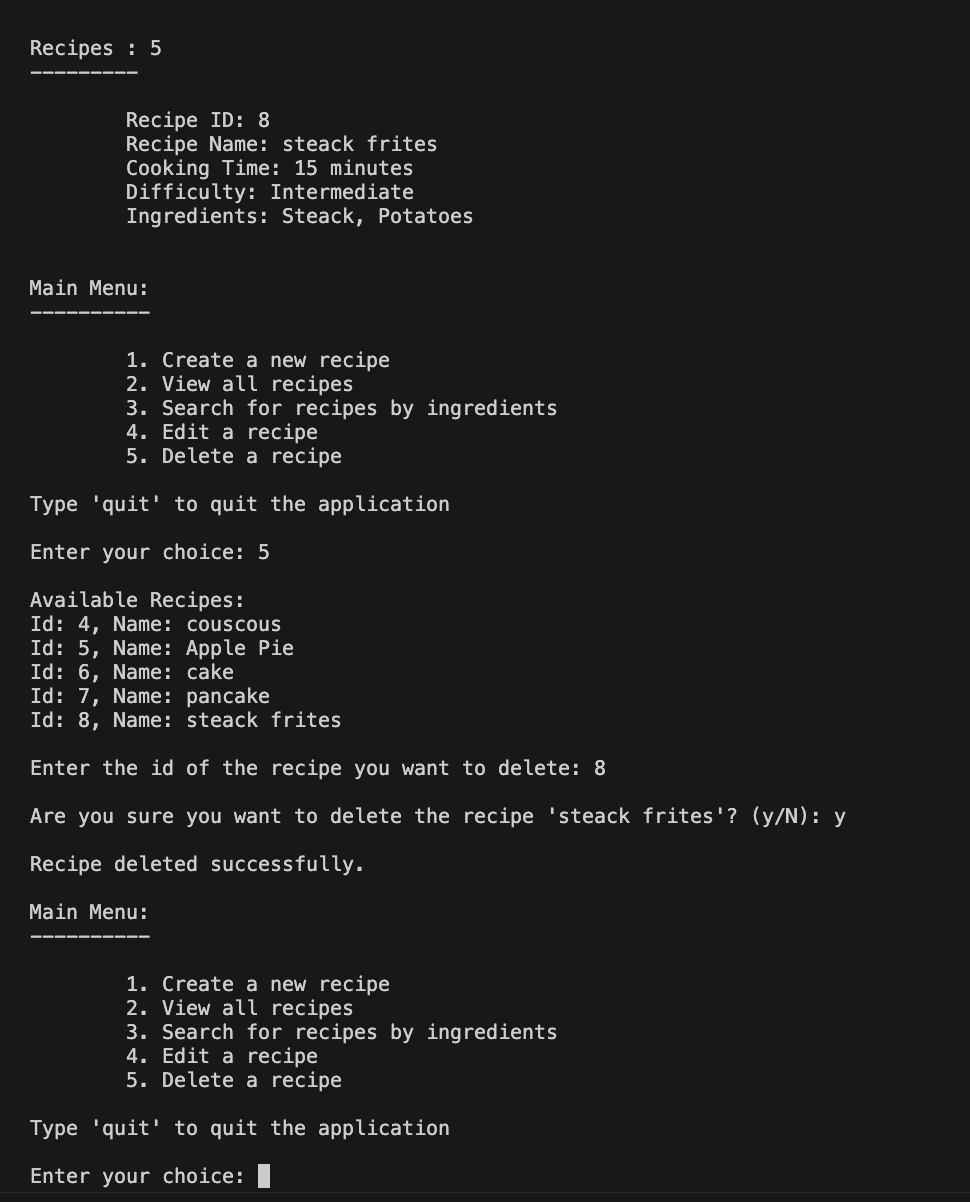 Recipes : 5
---------
Recipe ID: 8
Recipe Name: steack frites
Cooking Time: 15 minutes
Difficulty: Intermediate
Ingredients: Steack, Potatoes
Main Menu:
----------
1. Create a new recipe
2. View all recipes
3. Search for recipes by ingredients
4. Edit a recipe
5. Delete a recipe
Type 'quit' to quit the application
Enter your choice: 5
Available Recipes:
Id: 4, Name: couscous
Id: 5, Name: Apple Pie
Id: 6, Name: cake
Id: 7, Name: pancake
Id: 8, Name: steack frites
Enter the id of the recipe you want to delete: 8
Are you sure you want to delete the recipe 'steack frites'? (y/N): y
Recipe deleted successfully.
Main Menu:
----------
1. Create a new recipe
2. View all recipes
3. Search for recipes by ingredients
4. Edit a recipe
5. Delete a recipe
Type 'quit' to quit the application
Enter your choice: